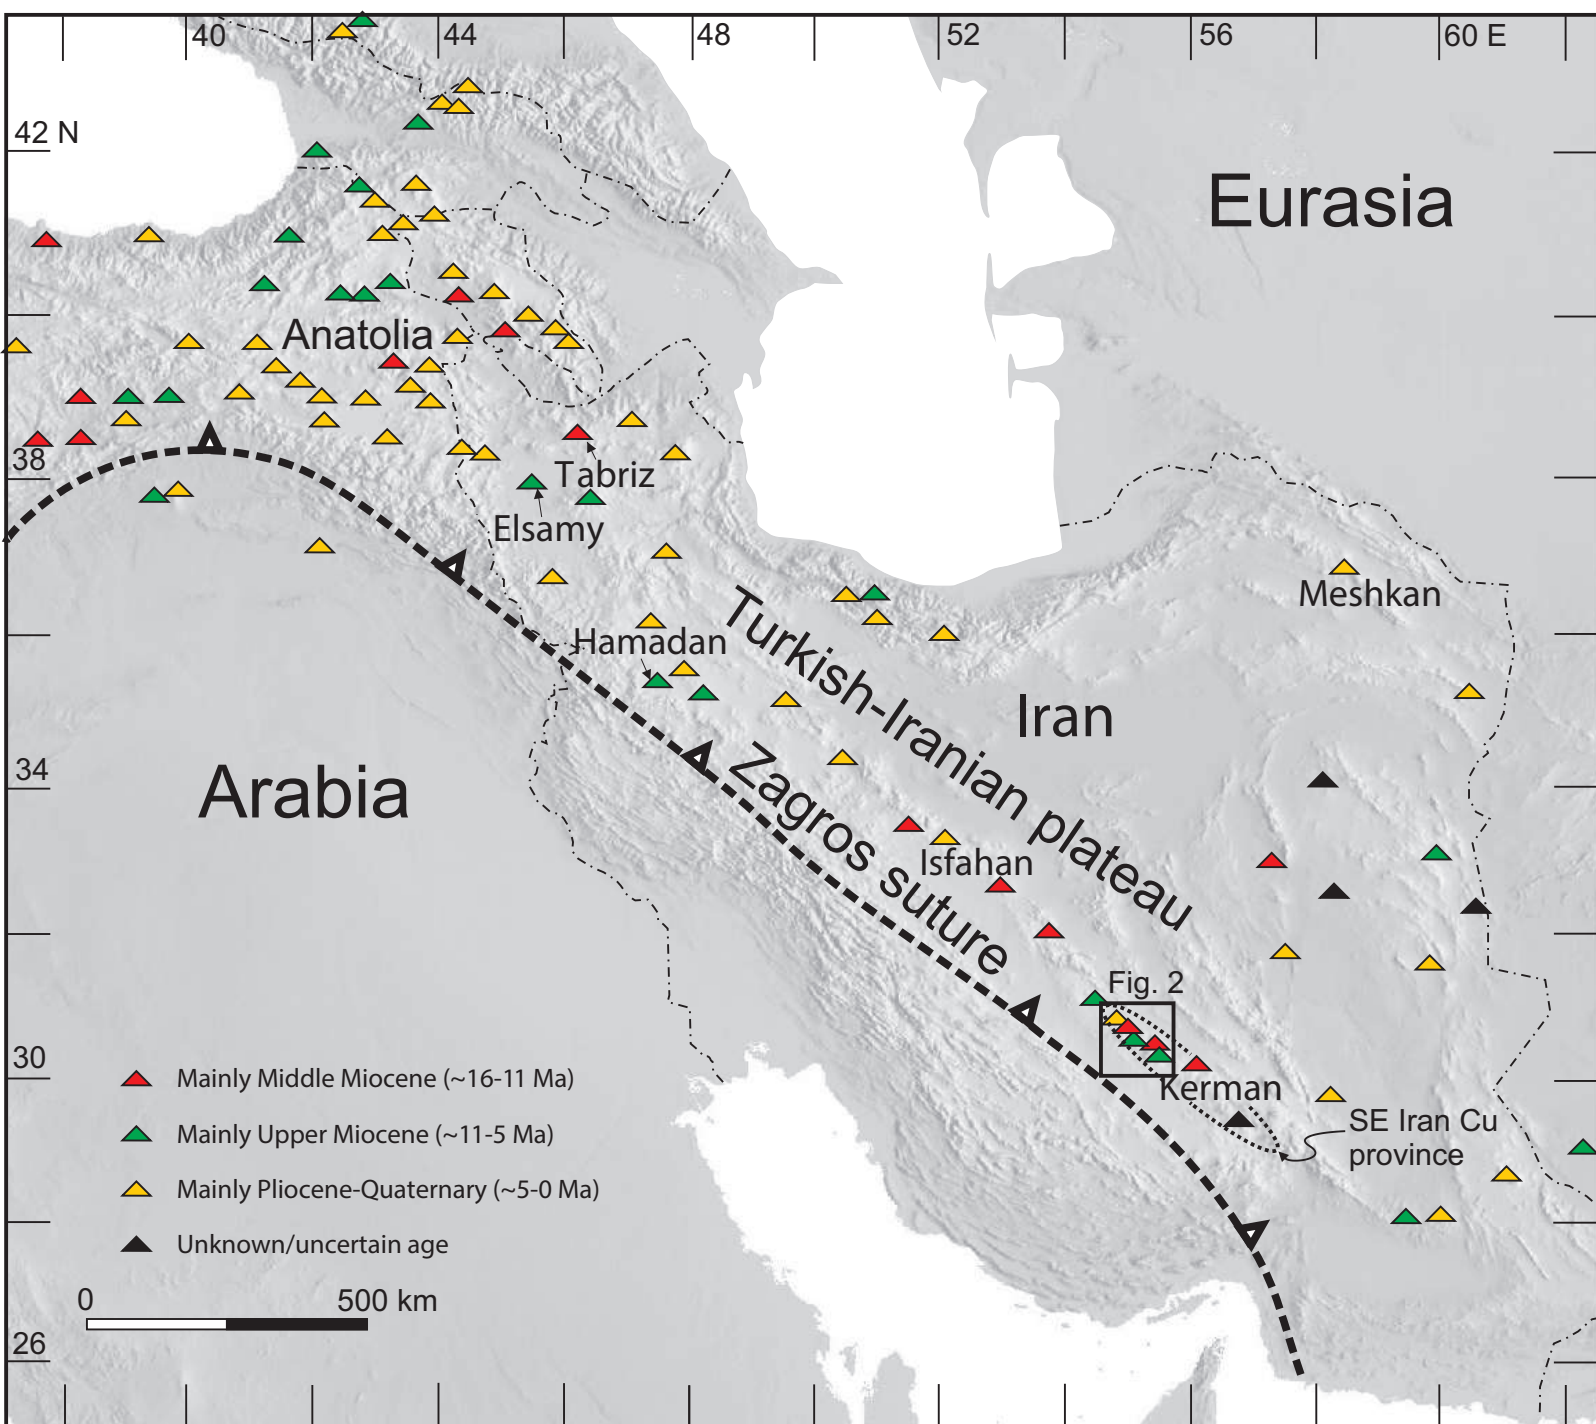 40
44
48
52
56
60 E
42 N
Eurasia
Anatolia
38
Tabriz
Elsamy
Meshkan
Hamadan
Turkish-Iranian plateau
Iran
34
Arabia
Zagros suture
Isfahan
Fig. 2
30
Mainly Middle Miocene (~16-11 Ma)
Kerman
SE Iran Cu
province
Mainly Upper Miocene (~11-5 Ma)
Mainly Pliocene-Quaternary (~5-0 Ma)
Unknown/uncertain age
0
500 km
26